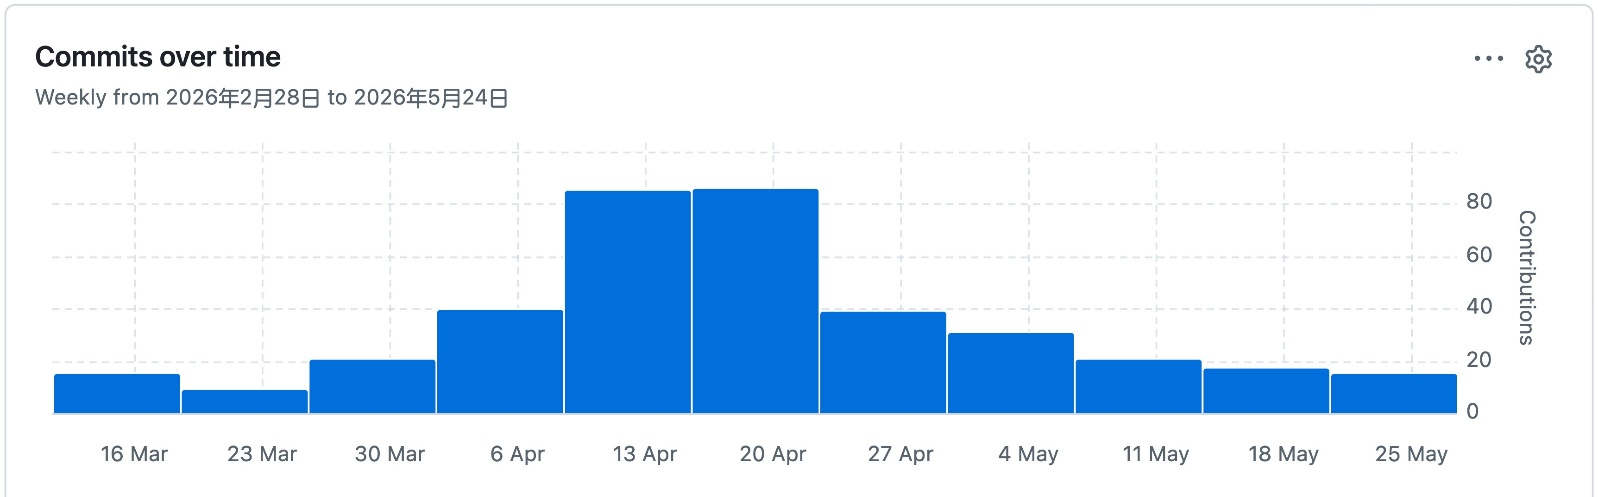 Commits over time
Weekly from 2026年2月28日 to 2026年5月24日
80
60
40
20
0
Contributions
16 Mar 23 Mar 30 Mar 6 Apr 13 Apr 20 Apr 27 Apr 4 May 11 May 18 May 25 May